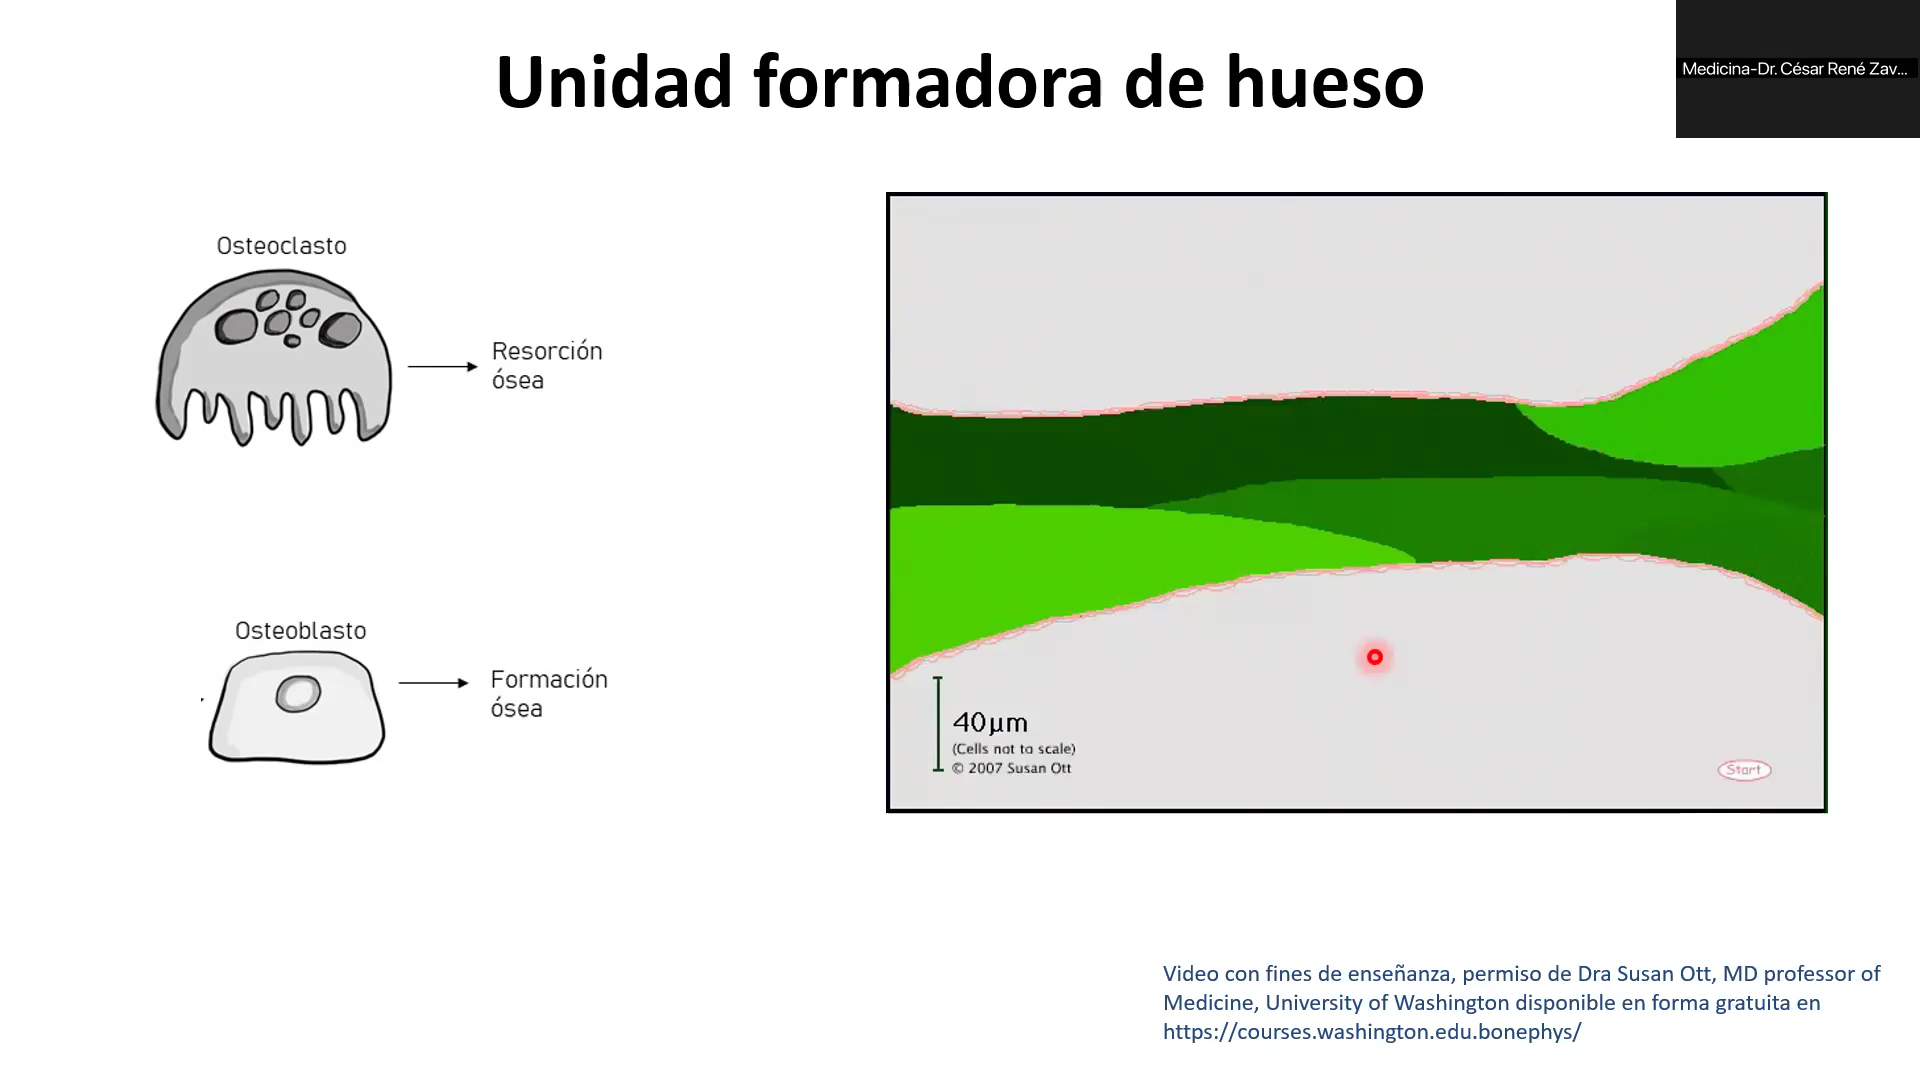 Unidad formadora de hueso
Medicina-Dr. César René Zav...
Osteoclasto
Resorción
ósea
Osteoblasto
Formación
ósea
40µm
(Cells not to scale)
© 2007 Susan Ott
Start
Video con fines de enseñanza, permiso de Dra Susan Ott, MD professor of
Medicine, University of Washington disponible en forma gratuita en
https://courses.washington.edu.bonephys/